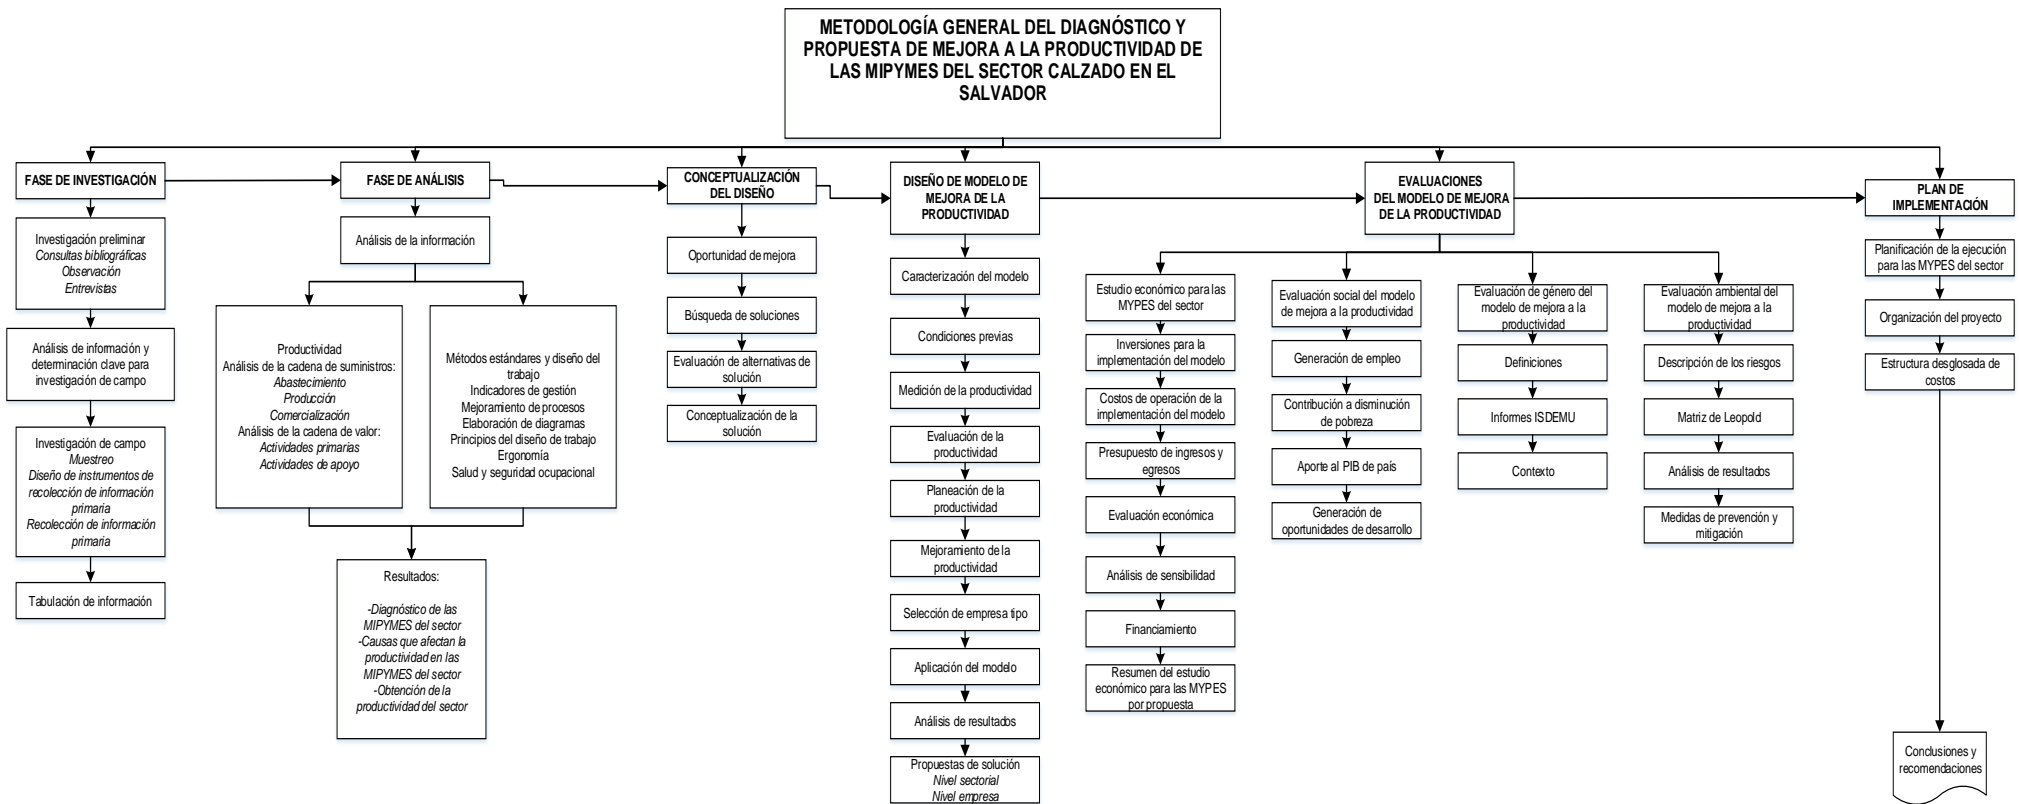 METODOLOGÍA GENERAL DEL DIAGNÓSTICO Y
PROPUESTA DE MEJORA A LA PRODUCTIVIDAD DE
LAS MIPYMES DEL SECTOR CALZADO EN EL
SALVADOR
FASE DE INVESTIGACIÓN
Investigación preliminar
Consultas bibliográficas
Observación
Entrevistas
Análisis de información y
determinación clave para
investigación de campo
Investigación de campo
Muestreo
Diseño de instrumentos de
recolección de información
primaria
Recolección de información
primaria
Tabulación de información
FASE DE ANÁLISIS
Análisis de la información
Productividad
Análisis de la cadena de suministros:
Abastecimiento
Producción
Comercialización
Análisis de la cadena de valor:
Actividades primarias
Actividades de apoyo
Métodos estándares y diseño del
trabajo
Indicadores de gestión
Mejoramiento de procesos
Elaboración de diagramas
Principios del diseño de trabajo
Ergonomía
Salud y seguridad ocupacional
Resultados:
-Diagnóstico de las
MIPYMES del sector
-Causas que afectan la
productividad en las
MIPYMES del sector
-Obtención de la
productividad del sector
CONCEPTUALIZACIÓN
DEL DISEÑO
Oportunidad de mejora
Búsqueda de soluciones
Evaluación de alternativas de
solución
Conceptualización de la
solución
DISEÑO DE MODELO DE
MEJORA DE LA
PRODUCTIVIDAD
Caracterización del modelo
Condiciones previas
Medición de la productividad
Evaluación de la
productividad
Planeación de la
productividad
Mejoramiento de la
productividad
Selección de empresa tipo
Aplicación del modelo
Análisis de resultados
Propuestas de solución
Nivel sectorial
Nivel empresa
EVALUACIONES
DEL MODELO DE MEJORA
DE LA PRODUCTIVIDAD
Estudio económico para las
MYPES del sector
Inversiones para la
implementación del modelo
Costos de operación de la
implementación del modelo
Presupuesto de ingresos y
egresos
Evaluación económica
Análisis de sensibilidad
Financiamiento
Resumen del estudio
económico para las MYPES
por propuesta
Evaluación social del modelo
de mejora a la productividad
Generación de empleo
Contribución a disminución
de pobreza
Aporte al PIB de país
Generación de
oportunidades de desarrollo
Evaluación de género del
modelo de mejora a la
productividad
Definiciones
Informes ISDEMU
Contexto
Evaluación ambiental del
modelo de mejora a la
productividad
Descripción de los riesgos
Matriz de Leopold
Análisis de resultados
Medidas de prevención y
mitigación
PLAN DE
IMPLEMENTACIÓN
Planificación de la ejecución
para las MYPES del sector
Organización del proyecto
Estructura desglosada de
costos
Conclusiones y
recomendaciones